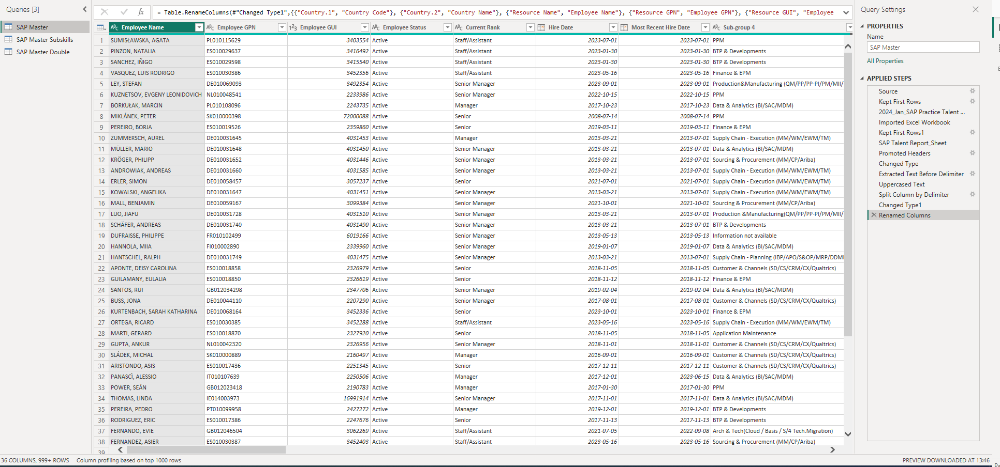 Queries [3]
SAP Master
SAP Master Subskills
SAP Master Double
fx
= Table.RenameColumns(#"Changed Type1",{{"Country.1", "Country Code"}, {"Country.2", "Country Name"}, {"Resource Name", "Employee Name"}, {"Resource GPN", "Employee GPN"}, {"Resource GUI", "Employee
Employee Name ABC Employee GPN 123 Employee GUI ABC Employee Status ABC Current Rank Hire Date Most Recent Hire Date ABC Sub-group 4
1 SUMISŁAWSKA, AGATA PL010115629 3403554 Active Staff/Assistant 2023-07-01 2023-07-01 PPM
2 PINZON, NATALIA ES010029637 3416492 Active Staff/Assistant 2023-01-30 2023-01-30 BTP & Developments
3 SANCHEZ, IÑIGO ES010029598 3415540 Active Staff/Assistant 2023-01-30 2023-01-30 BTP & Developments
4 VASQUEZ, LUIS RODRIGO ES010030386 3452356 Active Staff/Assistant 2023-05-16 2023-05-16 Finance & EPM
5 LEY, STEFAN DE010069093 3492354 Active Senior Manager 2023-09-01 2023-09-01 Production&Manufacturing (QM/PP/PP-PI/PM/MII/
6 KUZNETSOV, EVGENY LEONIDOVICH NL010048541 2233986 Active Senior Manager 2022-10-15 2022-10-15 PPM
7 BORKUŁAK, MARCIN PL010108096 2243735 Active Manager 2017-10-23 2017-10-23 Data & Analytics (BI/SAC/MDM)
8 MIKLÁNEK, PETER SK010000398 72000088 Active Senior 2008-07-14 2008-07-14 PPM
9 PEREIRO, BORJA ES010019526 2359860 Active Senior 2019-03-11 2019-03-11 Finance & EPM
10 ZUMMERSCH, AUREL DE010031645 4031453 Active Manager 2013-03-21 2013-07-01 Supply Chain - Execution (MM/WM/EWM/TM)
11 MÜLLER, MARIO DE010031648 4031450 Active Senior Manager 2013-03-21 2013-07-01 Data & Analytics (BI/SAC/MDM)
12 KRÖGER, PHILIPP DE010031652 4031446 Active Senior Manager 2013-03-21 2013-07-01 Sourcing & Procurement (MM/CP/Ariba)
13 ANDROWIAK, ANDREAS DE010031660 4031585 Active Senior Manager 2013-03-21 2013-07-01 Supply Chain - Execution (MM/WM/EWM/TM)
14 ERLER, SIMON DE010058457 3057237 Active Senior 2021-07-01 2021-07-01 Supply Chain - Execution (MM/WM/EWM/TM)
15 KOWALSKI, ANGELIKA DE010031647 4031451 Active Senior Manager 2013-03-21 2013-07-01 Supply Chain - Execution (MM/WM/EWM/TM)
16 MALL, BENJAMIN DE010059167 3099384 Active Senior Manager 2021-10-01 2021-10-01 Sourcing & Procurement (MM/CP/Ariba)
17 LUO, JIAFU DE010031728 4031510 Active Senior Manager 2013-03-21 2013-07-01 Production &Manufacturing(QM/PP/PP-PI/PM/MII/
18 SCHÄFER, ANDREAS DE010031740 4031490 Active Senior Manager 2013-03-21 2013-07-01 BTP & Developments
19 DUFRAISSE, PHILIPPE FR010102499 6019166 Active Senior Manager 2013-05-13 2013-05-13 Information not available
20 HANNOLA, MIIA FI010002890 2339960 Active Senior Manager 2019-01-07 2019-01-07 Data & Analytics (BI/SAC/MDM)
21 HANTSCHEL, RALPH DE010031749 4031475 Active Senior Manager 2013-03-21 2013-07-01 Supply Chain - Planning (IBP/APO/S&OP/MRP/DDM
22 APONTE, DEISY CAROLINA ES010018858 2326979 Active Senior 2018-11-05 2018-11-05 Customer & Channels (SD/CS/CRM/CX/Qualtrics)
23 GUILAMANY, EULALIA ES010018850 2326619 Active Senior 2018-11-12 2018-11-12 Finance & EPM
24 SANTOS, RUI GB012034298 2347706 Active Senior Manager 2019-02-04 2019-02-04 Data & Analytics (BI/SAC/MDM)
25 BUSS, JONA DE010044110 2207290 Active Senior Manager 2017-08-01 2017-08-01 Customer & Channels (SD/CS/CRM/CX/Qualtrics)
26 KURTENBACH, SARAH KATHARINA DE010068164 3452336 Active Senior 2023-10-01 2023-10-01 Finance & EPM
27 ORTEGA, RICARD ES010030385 3452288 Active Staff/Assistant 2023-05-16 2023-05-16 Supply Chain - Execution (MM/WM/EWM/TM)
28 MARTI, GERARD ES010018870 2327920 Active Senior 2018-11-05 2018-11-05 Application Maintenance
29 GUPTA, ANKUR NL010042320 2326956 Active Senior Manager 2018-11-01 2018-11-01 Customer & Channels (SD/CS/CRM/CX/Qualtrics)
30 SLÁDEK, MICHAL SK010000889 2160497 Active Manager 2016-09-01 2016-09-01 Customer & Channels (SD/CS/CRM/CX/Qualtrics)
31 ARISTONDO, ASIS ES010017436 2251345 Active Senior 2017-12-11 2017-12-11 Customer & Channels (SD/CS/CRM/CX/Qualtrics)
32 PANASCÌ, ALESSIO IT010107639 2250506 Active Manager 2017-12-01 2023-06-15 Data & Analytics (BI/SAC/MDM)
33 POWER, SEÁN GB012023418 2190783 Active Manager 2017-01-30 2017-01-30 PPM
34 THOMAS, LINDA IE014003973 16991914 Active Senior Manager 2017-11-01 2017-11-01 Data & Analytics (BI/SAC/MDM)
35 PEREIRA, PEDRO PT010099958 2427272 Active Manager 2019-12-01 2019-12-01 BTP & Developments
36 RODRIGUEZ, ERIC ES010017386 2247676 Active Senior 2017-11-13 2017-11-13 BTP & Developments
37 FERNANDO, EVIE GB012046504 3062269 Active Staff/Assistant 2021-07-05 2022-09-08 Arch & Tech(Cloud / Basis / S/4 Tech.Migration)
38 FERNANDEZ, ASIER ES010030387 3452403 Active Staff/Assistant 2023-05-16 2023-05-16 Sourcing & Procurement (MM/CP/Ariba)
39
36 COLUMNS, 999+ ROWS Column profiling based on top 1000 rows
PREVIEW DOWNLOADED AT 13:46
Query Settings
PROPERTIES
Name
SAP Master
All Properties
APPLIED STEPS
Source
Kept First Rows
2024_Jan_SAP Practice Talent ...
Imported Excel Workbook
Kept First Rows1
SAP Talent Report_Sheet
Promoted Headers
Changed Type
Extracted Text Before Delimiter
Uppercased Text
Split Column by Delimiter
Changed Type1
Renamed Columns